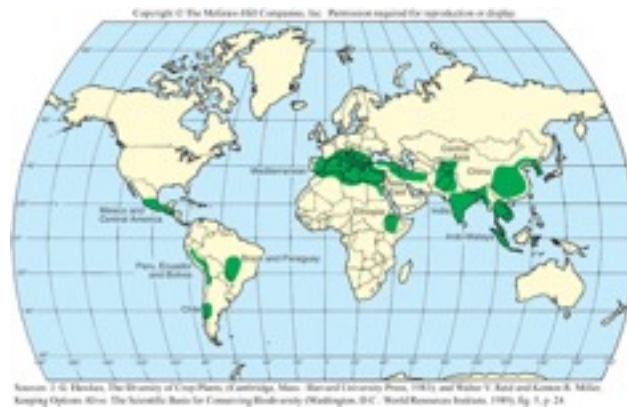 Copyright © The McGraw-Hill Companies, Inc. Permission required for reproduction or display
Central
Asia
Mediterranean
China
Near
East
Mexico and
Central America
Ethiopia
India
Indo-Malaya
Brazil and Paraguay
Peru, Ecuador
and Bolivia
Chile
Sources: J. G. Hawkes, The Diversity of Crop Plants, (Cambridge, Mass.: Harvard University Press, 1983); and Walter V. Reid and Kenton R. Miller,
Keeping Options Alive: The Scientific Basis for Conserving Biodiversity (Washington, D.C.: World Resources Institute, 1989), fig. 5, p. 24